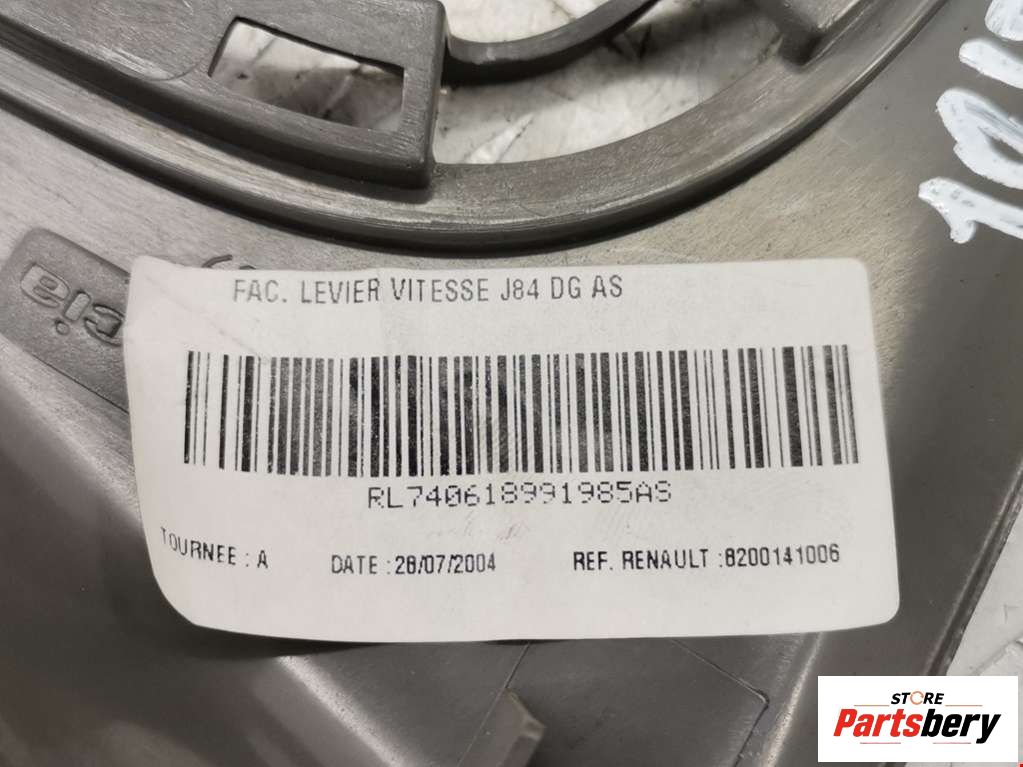 FAC. LEVIER VITESSE J84 DG AS
RL740618991985AS
TOURNEE : A DATE : 28/07/2004 REF. RENAULT : 8200141006
STORE
Partsbery